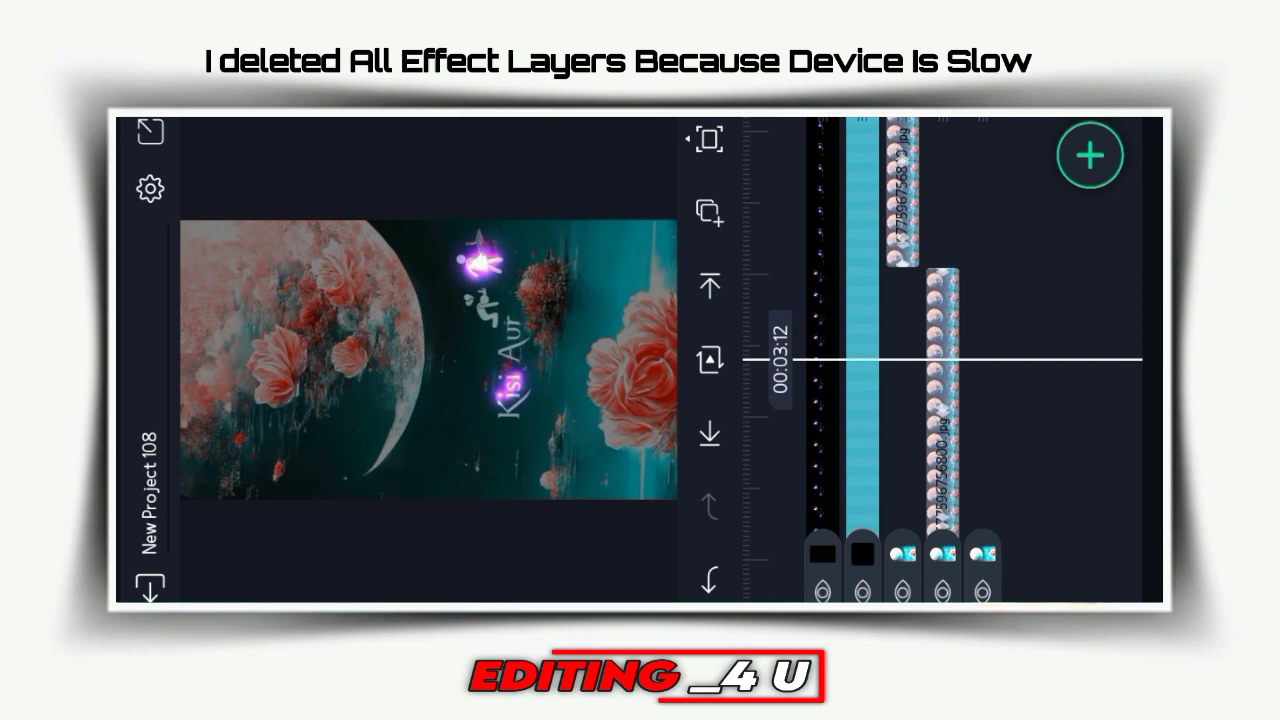 I deleted All Effect Layers Because Device Is Slow
New Project 108
Kisi Aur
00:03:12
EDITING _4 U